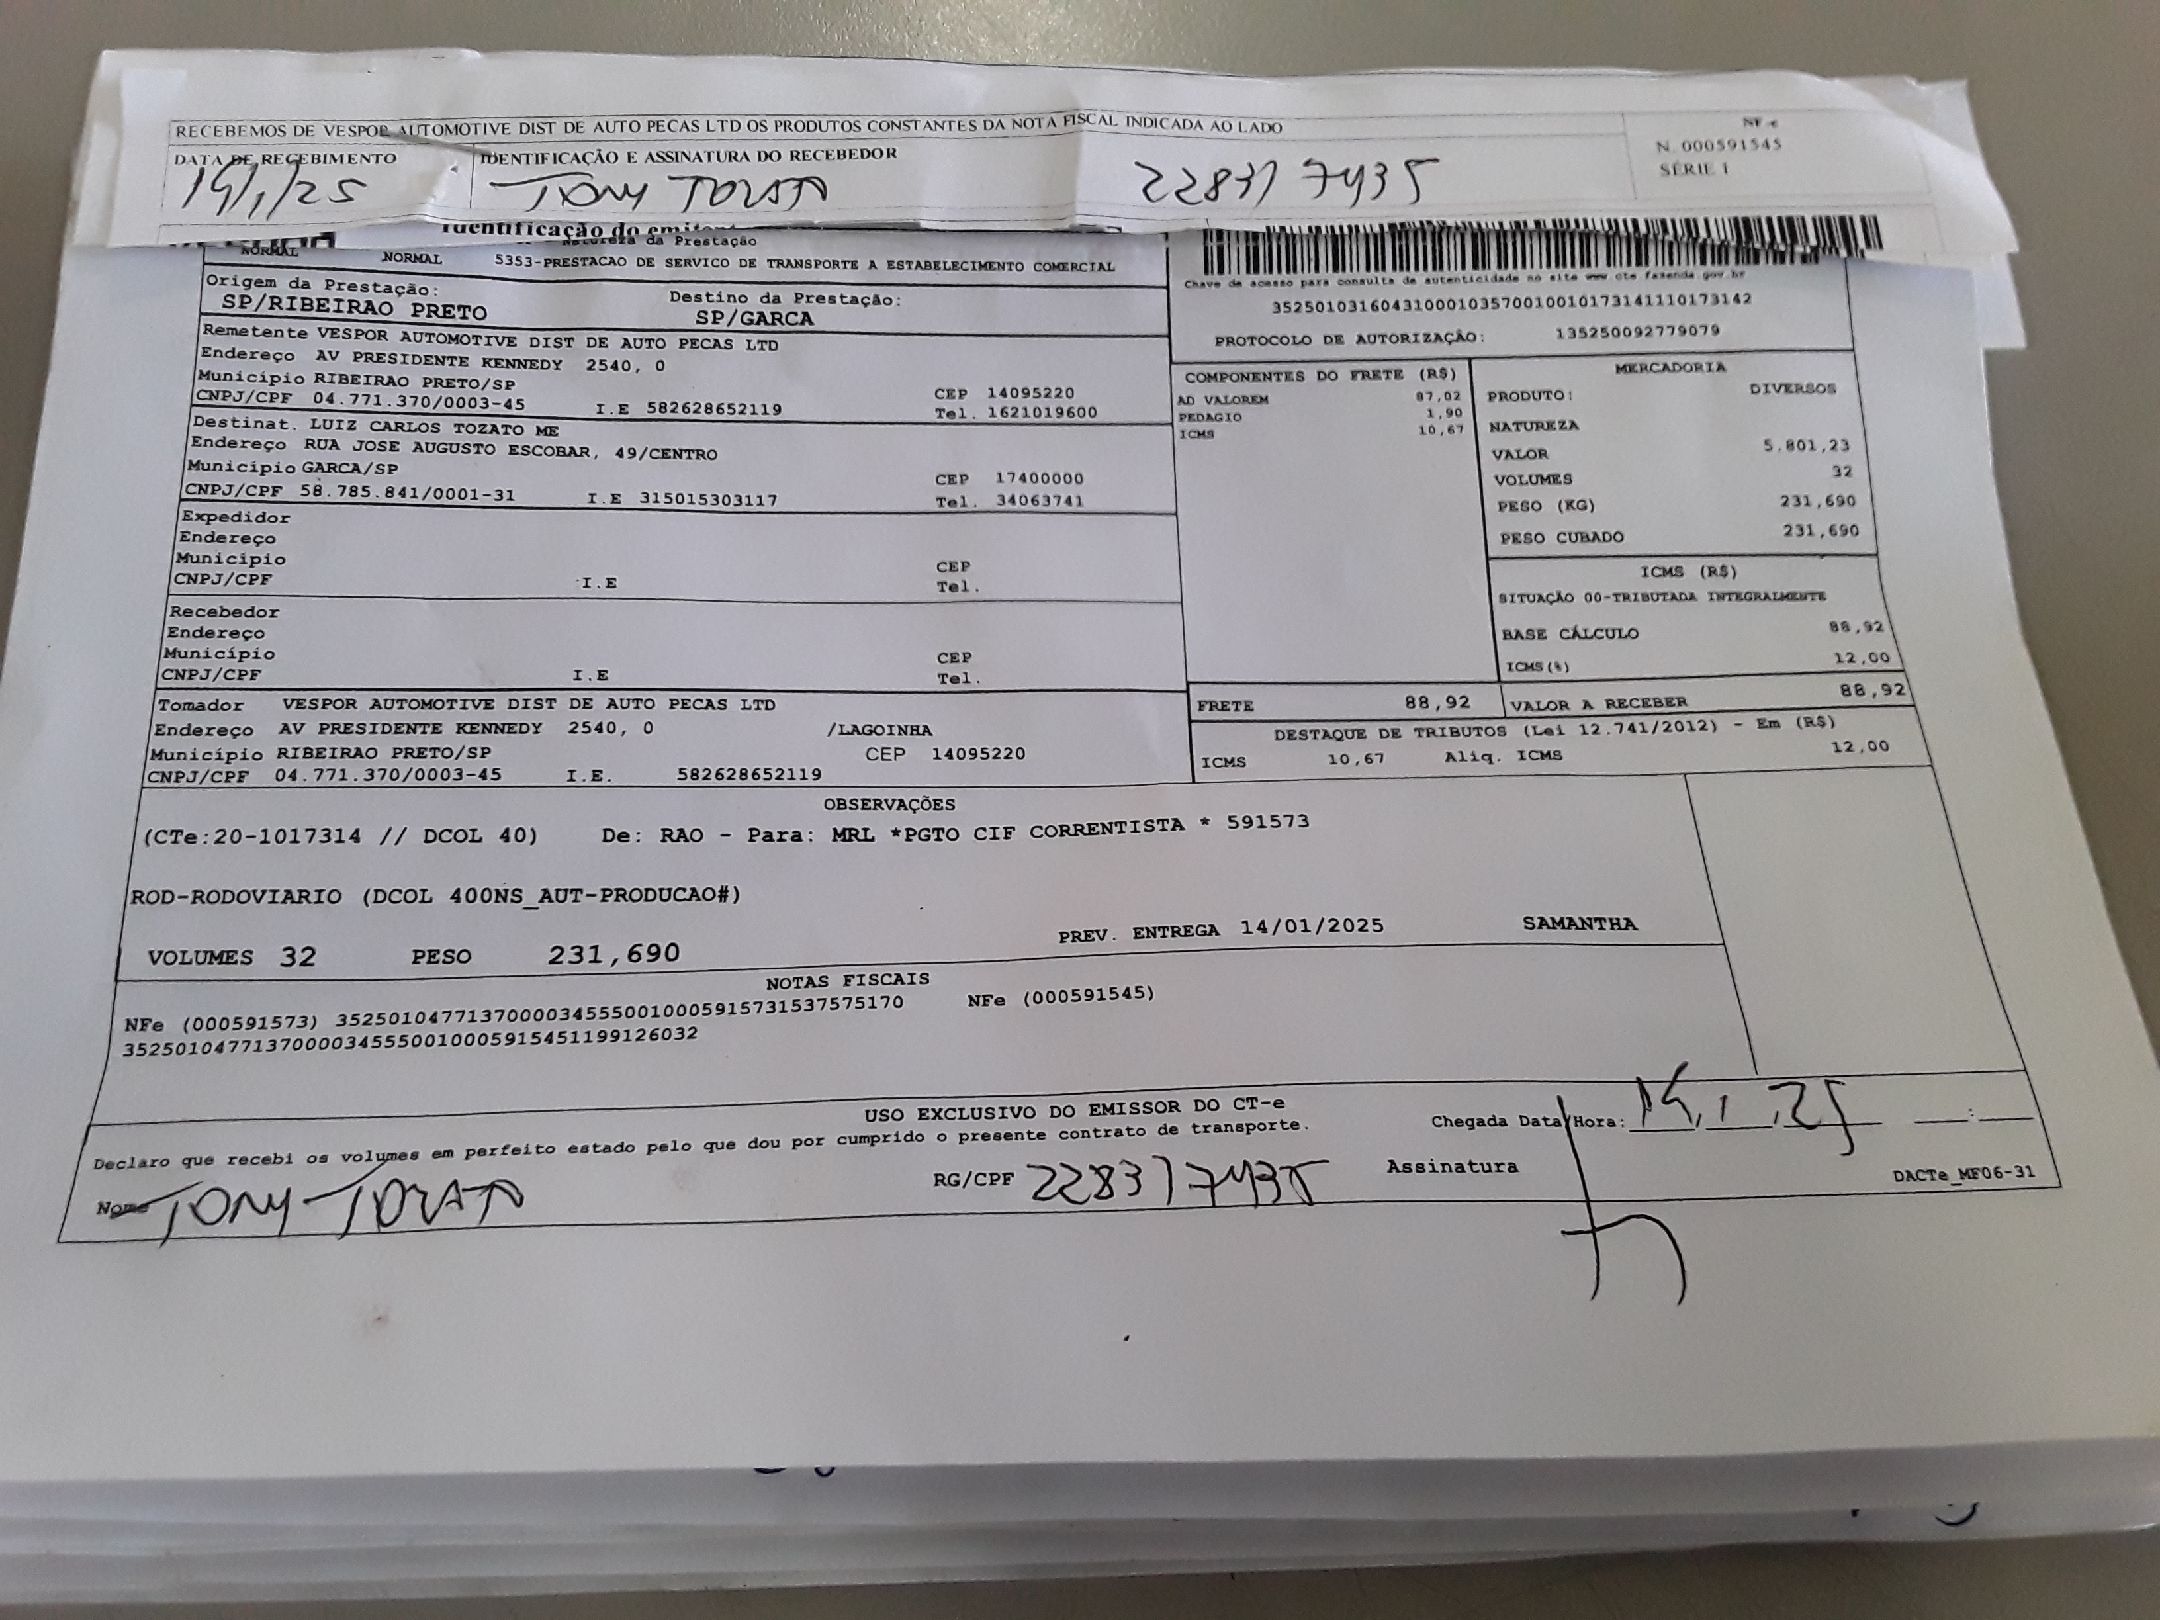 RECEBEMOS DE VESPOR AUTOMOTIVE DIST DE AUTO PECAS LTD OS PRODUTOS CONSTANTES DA NOTA FISCAL INDICADA AO LADO
NF-e
N. 000591545
SÉRIE 1
DATA DE RECEBIMENTO
IDENTIFICAÇÃO E ASSINATURA DO RECEBEDOR
TONY TOZATO
228317435
Identificação do
Natureza da Prestação
NORMAL NORMAL 5353-PRESTACAO DE SERVICO DE TRANSPORTE A ESTABELECIMENTO COMERCIAL
Chave de acesso para consulta de autenticidade no site www.cte.fazenda.gov.br
35250103160431000103570010010173141110173142
PROTOCOLO DE AUTORIZAÇÃO: 135250092779079
Origem da Prestação: Destino da Prestação:
SP/RIBEIRAO PRETO SP/GARCA
Remetente VESPOR AUTOMOTIVE DIST DE AUTO PECAS LTD
Endereço AV PRESIDENTE KENNEDY 2540, 0
Município RIBEIRAO PRETO/SP CEP 14095220
CNPJ/CPF 04.771.370/0003-45 I.E 582628652119 Tel. 1621019600
Destinat. LUIZ CARLOS TOZATO ME
Endereço RUA JOSE AUGUSTO ESCOBAR, 49/CENTRO
Município GARCA/SP CEP 17400000
CNPJ/CPF 58.785.841/0001-31 I.E 315015303117 Tel. 34063741
Expedidor
Endereço
Município CEP
CNPJ/CPF I.E Tel.
Recebedor
Endereço
Município CEP
CNPJ/CPF I.E Tel.
Tomador VESPOR AUTOMOTIVE DIST DE AUTO PECAS LTD
Endereço AV PRESIDENTE KENNEDY 2540, 0 /LAGOINHA
Município RIBEIRAO PRETO/SP CEP 14095220
CNPJ/CPF 04.771.370/0003-45 I.E. 582628652119
COMPONENTES DO FRETE (R$)
AD VALOREM 87,02
PEDAGIO 1,90
ICMS 10,67
MERCADORIA
PRODUTO: DIVERSOS
NATUREZA
VALOR 5.801,23
VOLUMES 32
PESO (KG) 231,690
PESO CUBADO 231,690
ICMS (R$)
SITUAÇÃO 00-TRIBUTADA INTEGRALMENTE
BASE CÁLCULO 88,92
ICMS(%) 12,00
FRETE 88,92 VALOR A RECEBER 88,92
DESTAQUE DE TRIBUTOS (Lei 12.741/2012) - Em (R$)
ICMS 10,67 Aliq. ICMS 12,00
OBSERVAÇÕES
(CTe:20-1017314 // DCOL 40) De: RAO - Para: MRL *PGTO CIF CORRENTISTA * 591573
ROD-RODOVIARIO (DCOL 400NS_AUT-PRODUCAO#)
PREV. ENTREGA 14/01/2025 SAMANTHA
VOLUMES 32 PESO 231,690
NOTAS FISCAIS
NFe (000591573) 35250104771370000345550010005915731537575170 NFe (000591545)
35250104771370000345550010005915451199126032
USO EXCLUSIVO DO EMISSOR DO CT-e
Declaro que recebi os volumes em perfeito estado pelo que dou por cumprido o presente contrato de transporte.
Chegada Data/Hora:
Nome TONY TOZATO RG/CPF 228317435 Assinatura
DACTe_MF06-31